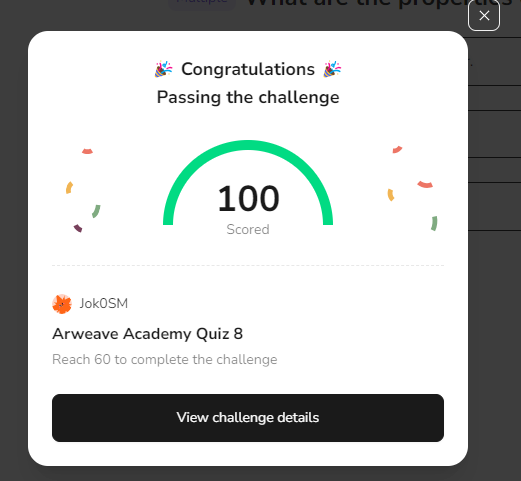 Multiple What are the properties
Congratulations
Passing the challenge
100
Scored
Jok0SM
Arweave Academy Quiz 8
Reach 60 to complete the challenge
View challenge details